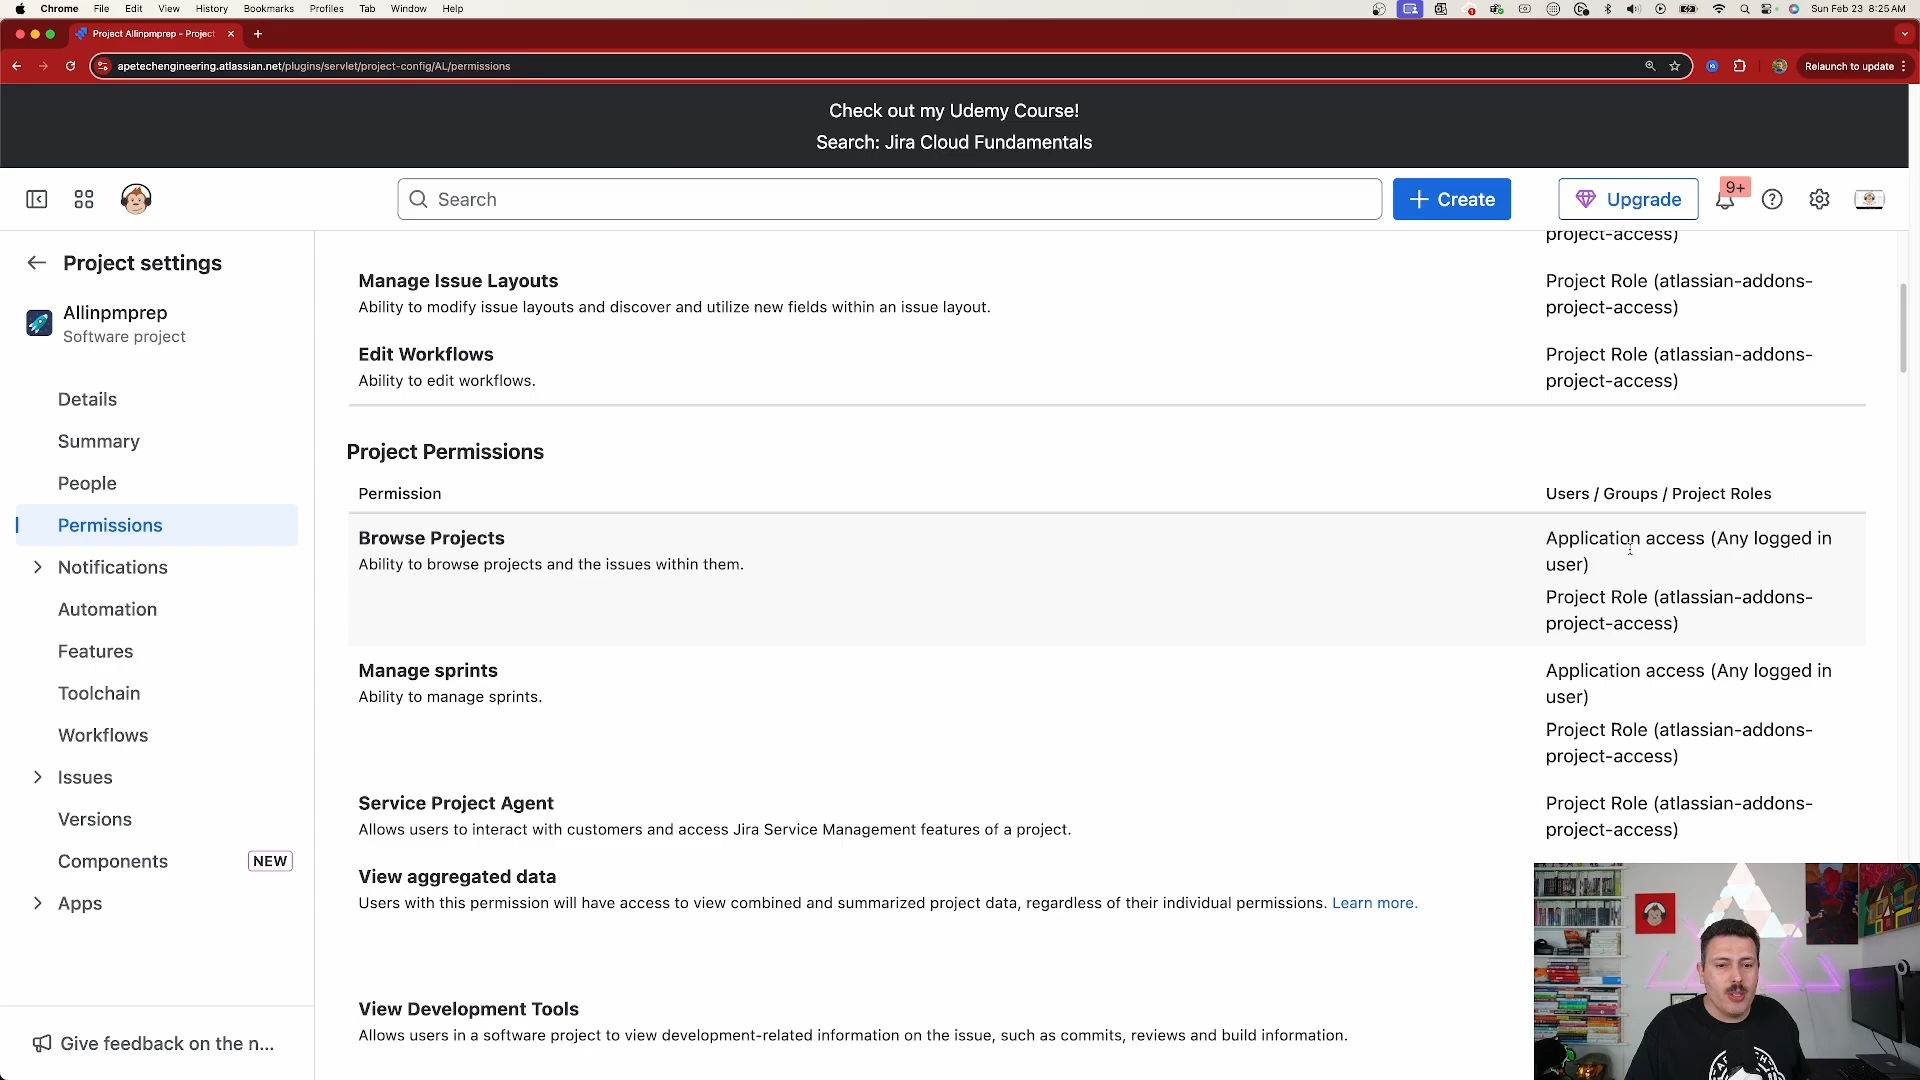 Chrome File Edit View History Bookmarks Profiles Tab Window Help
Sun Feb 23 8:25 AM
Project Allinpmprep - Project
apetechengineering.atlassian.net/plugins/servlet/project-config/AL/permissions
Relaunch to update
Check out my Udemy Course!
Search: Jira Cloud Fundamentals
Search
Create
Upgrade
9+
Project settings
Allinpmprep
Software project
Details
Summary
People
Permissions
Notifications
Automation
Features
Toolchain
Workflows
Issues
Versions
Components NEW
Apps
Give feedback on the n...
project-access)
Manage Issue Layouts
Ability to modify issue layouts and discover and utilize new fields within an issue layout.
Project Role (atlassian-addons-
project-access)
Edit Workflows
Ability to edit workflows.
Project Role (atlassian-addons-
project-access)
Project Permissions
Permission
Users / Groups / Project Roles
Browse Projects
Ability to browse projects and the issues within them.
Application access (Any logged in
user)
Project Role (atlassian-addons-
project-access)
Manage sprints
Ability to manage sprints.
Application access (Any logged in
user)
Project Role (atlassian-addons-
project-access)
Service Project Agent
Allows users to interact with customers and access Jira Service Management features of a project.
Project Role (atlassian-addons-
project-access)
View aggregated data
Users with this permission will have access to view combined and summarized project data, regardless of their individual permissions. Learn more.
View Development Tools
Allows users in a software project to view development-related information on the issue, such as commits, reviews and build information.